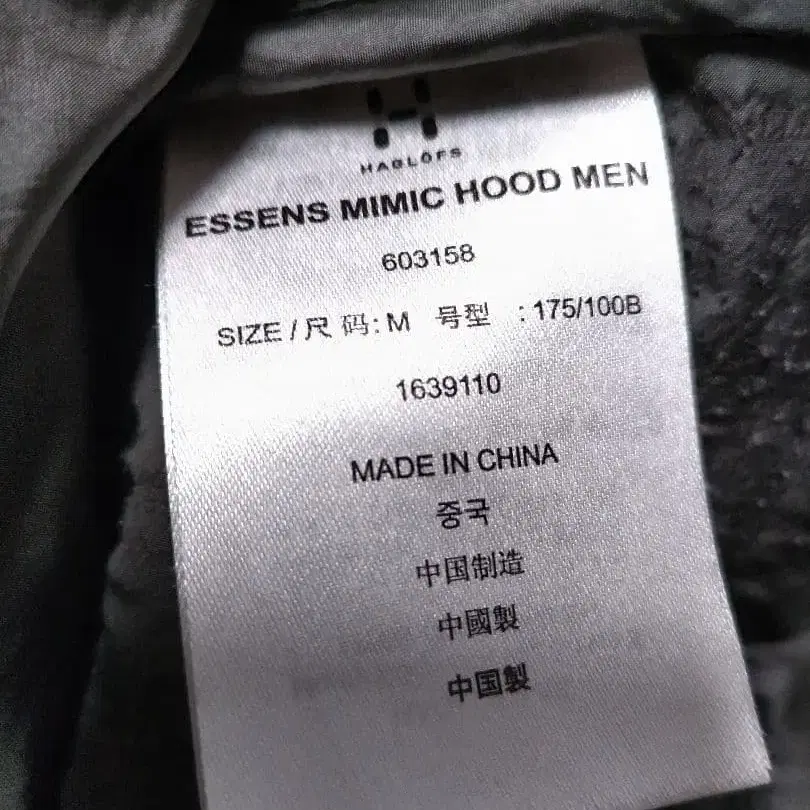 HAGLÖFS
ESSENS MIMIC HOOD MEN
603158
SIZE / 尺 码: M 号型 : 175/100B
1639110
MADE IN CHINA
중국
中国制造
中國製
中国製